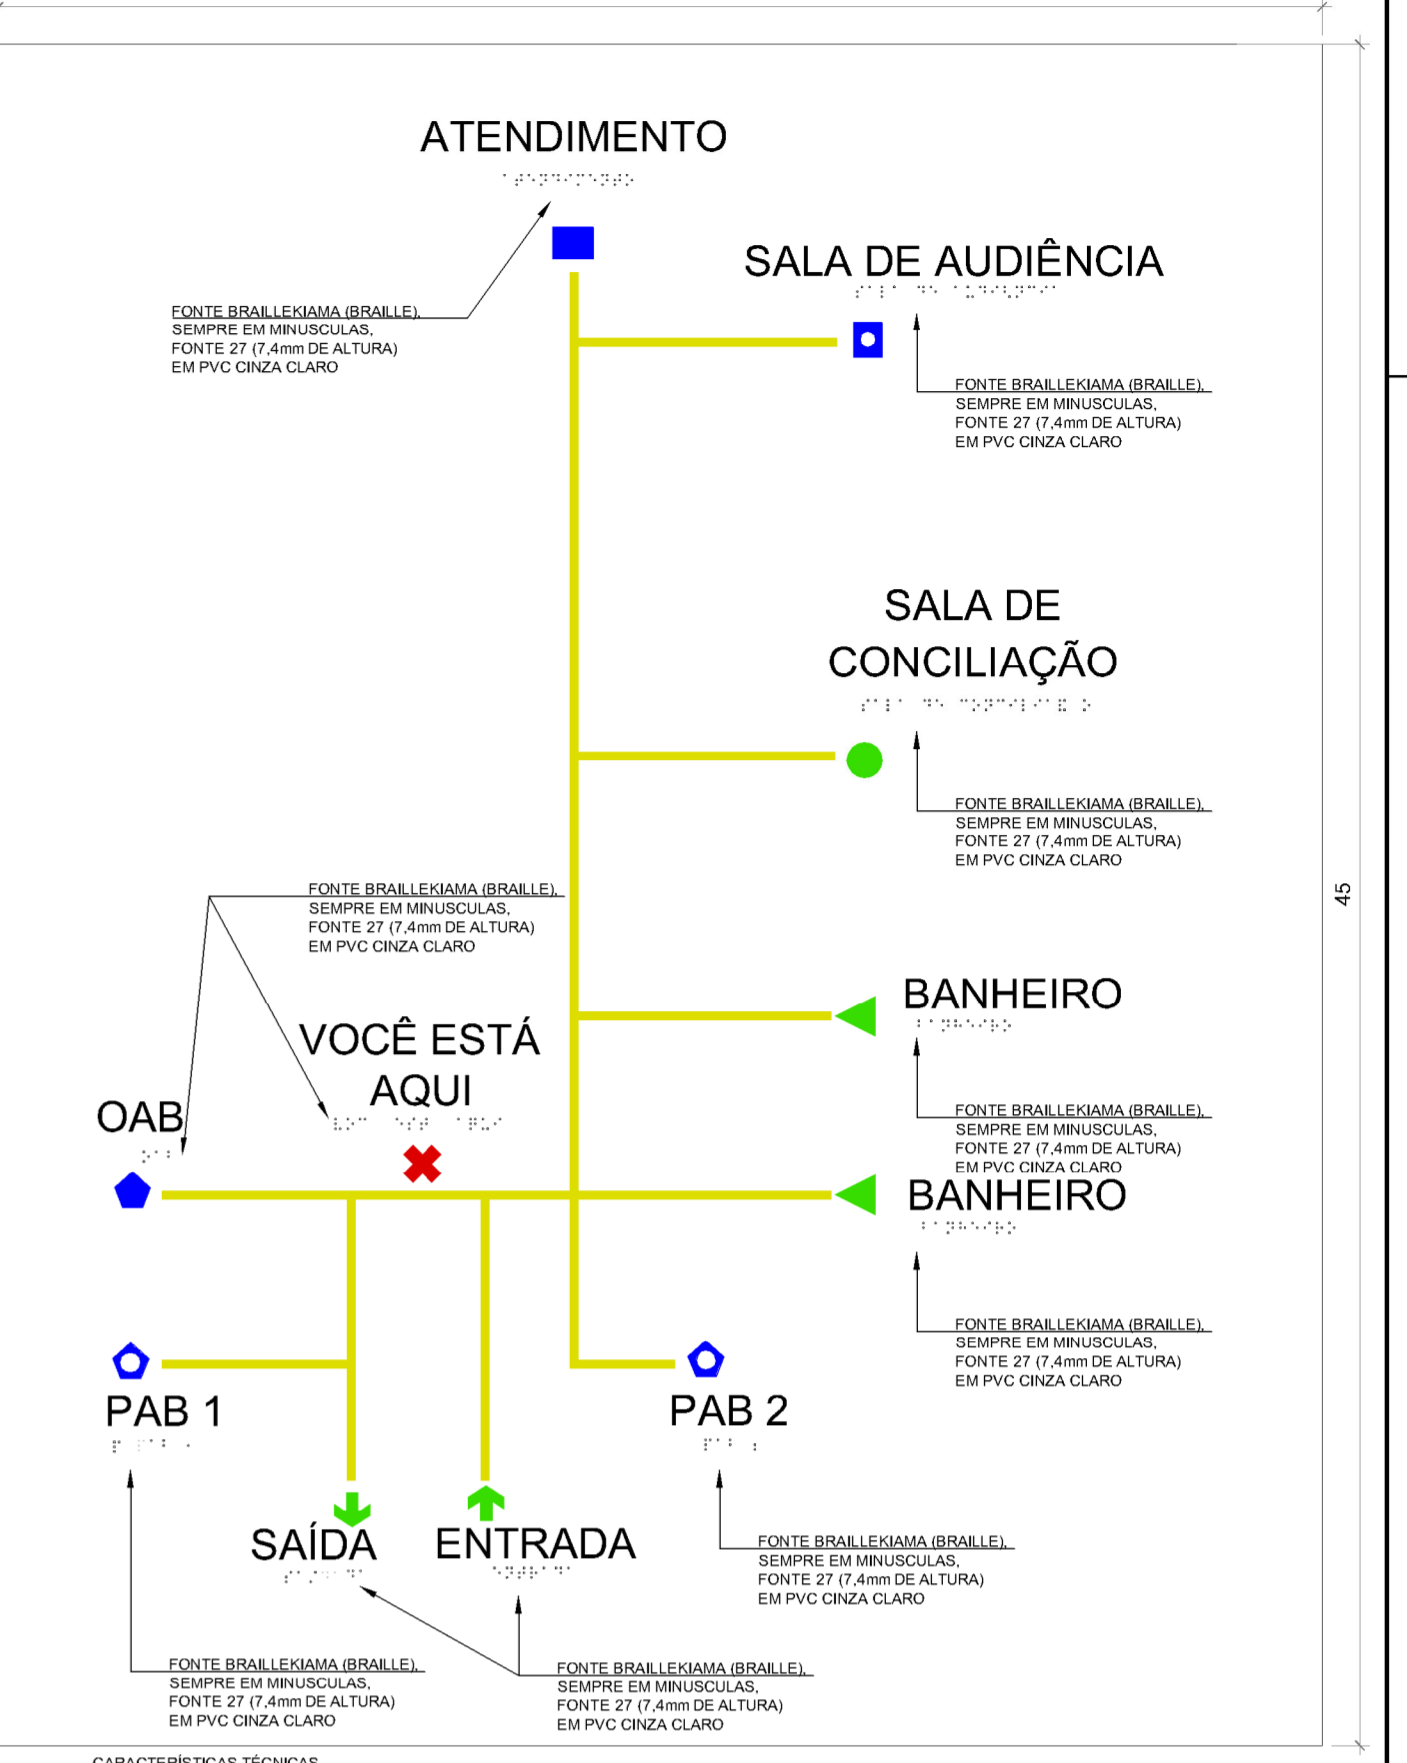 ATENDIMENTO
SALA DE AUDIÊNCIA
FONTE BRAILLEKIAMA (BRAILLE),
SEMPRE EM MINUSCULAS,
FONTE 27 (7,4mm DE ALTURA)
EM PVC CINZA CLARO
FONTE BRAILLEKIAMA (BRAILLE),
SEMPRE EM MINUSCULAS,
FONTE 27 (7,4mm DE ALTURA)
EM PVC CINZA CLARO
SALA DE
CONCILIAÇÃO
FONTE BRAILLEKIAMA (BRAILLE),
SEMPRE EM MINUSCULAS,
FONTE 27 (7,4mm DE ALTURA)
EM PVC CINZA CLARO
45
FONTE BRAILLEKIAMA (BRAILLE),
SEMPRE EM MINUSCULAS,
FONTE 27 (7,4mm DE ALTURA)
EM PVC CINZA CLARO
BANHEIRO
VOCÊ ESTÁ
AQUI
OAB
FONTE BRAILLEKIAMA (BRAILLE),
SEMPRE EM MINUSCULAS,
FONTE 27 (7,4mm DE ALTURA)
EM PVC CINZA CLARO
BANHEIRO
FONTE BRAILLEKIAMA (BRAILLE),
SEMPRE EM MINUSCULAS,
FONTE 27 (7,4mm DE ALTURA)
EM PVC CINZA CLARO
PAB 1
PAB 2
SAÍDA
ENTRADA
FONTE BRAILLEKIAMA (BRAILLE),
SEMPRE EM MINUSCULAS,
FONTE 27 (7,4mm DE ALTURA)
EM PVC CINZA CLARO
FONTE BRAILLEKIAMA (BRAILLE),
SEMPRE EM MINUSCULAS,
FONTE 27 (7,4mm DE ALTURA)
EM PVC CINZA CLARO
FONTE BRAILLEKIAMA (BRAILLE),
SEMPRE EM MINUSCULAS,
FONTE 27 (7,4mm DE ALTURA)
EM PVC CINZA CLARO
CARACTERÍSTICAS TÉCNICAS